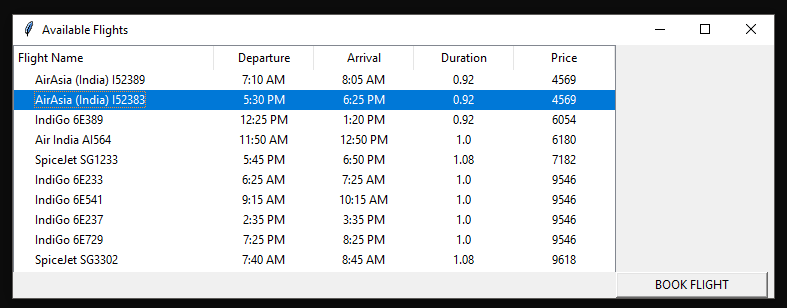 Available Flights
Flight Name Departure Arrival Duration Price
AirAsia (India) I52389 7:10 AM 8:05 AM 0.92 4569
AirAsia (India) I52383 5:30 PM 6:25 PM 0.92 4569
IndiGo 6E389 12:25 PM 1:20 PM 0.92 6054
Air India AI564 11:50 AM 12:50 PM 1.0 6180
SpiceJet SG1233 5:45 PM 6:50 PM 1.08 7182
IndiGo 6E233 6:25 AM 7:25 AM 1.0 9546
IndiGo 6E541 9:15 AM 10:15 AM 1.0 9546
IndiGo 6E237 2:35 PM 3:35 PM 1.0 9546
IndiGo 6E729 7:25 PM 8:25 PM 1.0 9546
SpiceJet SG3302 7:40 AM 8:45 AM 1.08 9618
BOOK FLIGHT